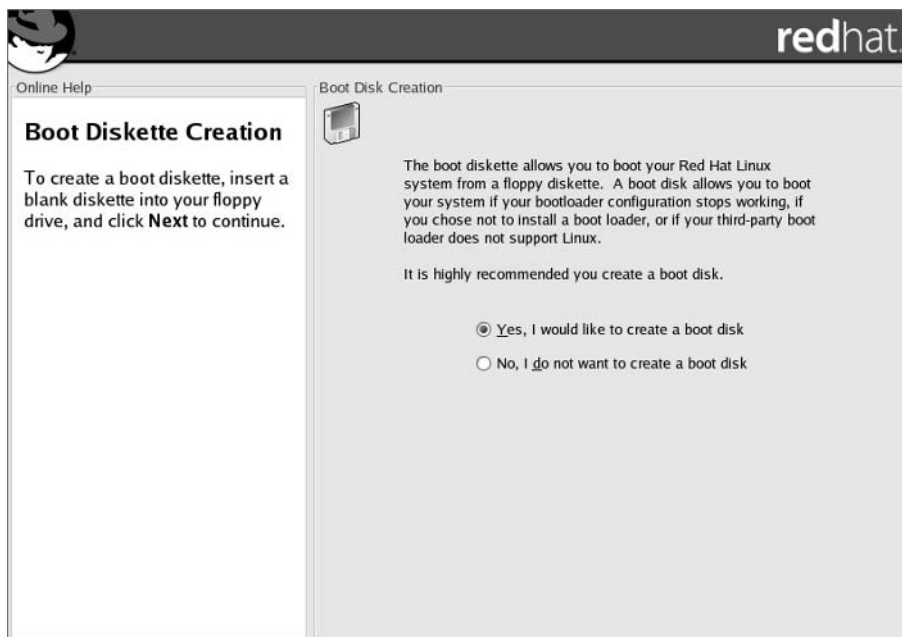 redhat.
Online Help
Boot Diskette Creation
To create a boot diskette, insert a
blank diskette into your floppy
drive, and click Next to continue.
Boot Disk Creation
The boot diskette allows you to boot your Red Hat Linux
system from a floppy diskette. A boot disk allows you to boot
your system if your bootloader configuration stops working, if
you chose not to install a boot loader, or if your third-party boot
loader does not support Linux.
It is highly recommended you create a boot disk.
Yes, I would like to create a boot disk
No, I do not want to create a boot disk